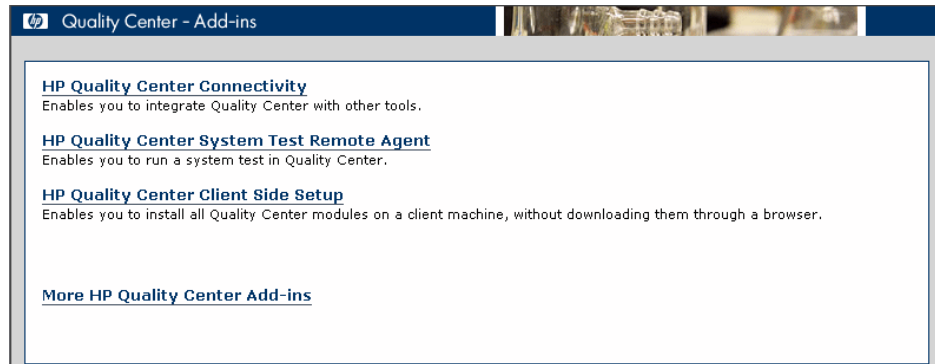 hp Quality Center - Add-ins
HP Quality Center Connectivity
Enables you to integrate Quality Center with other tools.
HP Quality Center System Test Remote Agent
Enables you to run a system test in Quality Center.
HP Quality Center Client Side Setup
Enables you to install all Quality Center modules on a client machine, without downloading them through a browser.
More HP Quality Center Add-ins